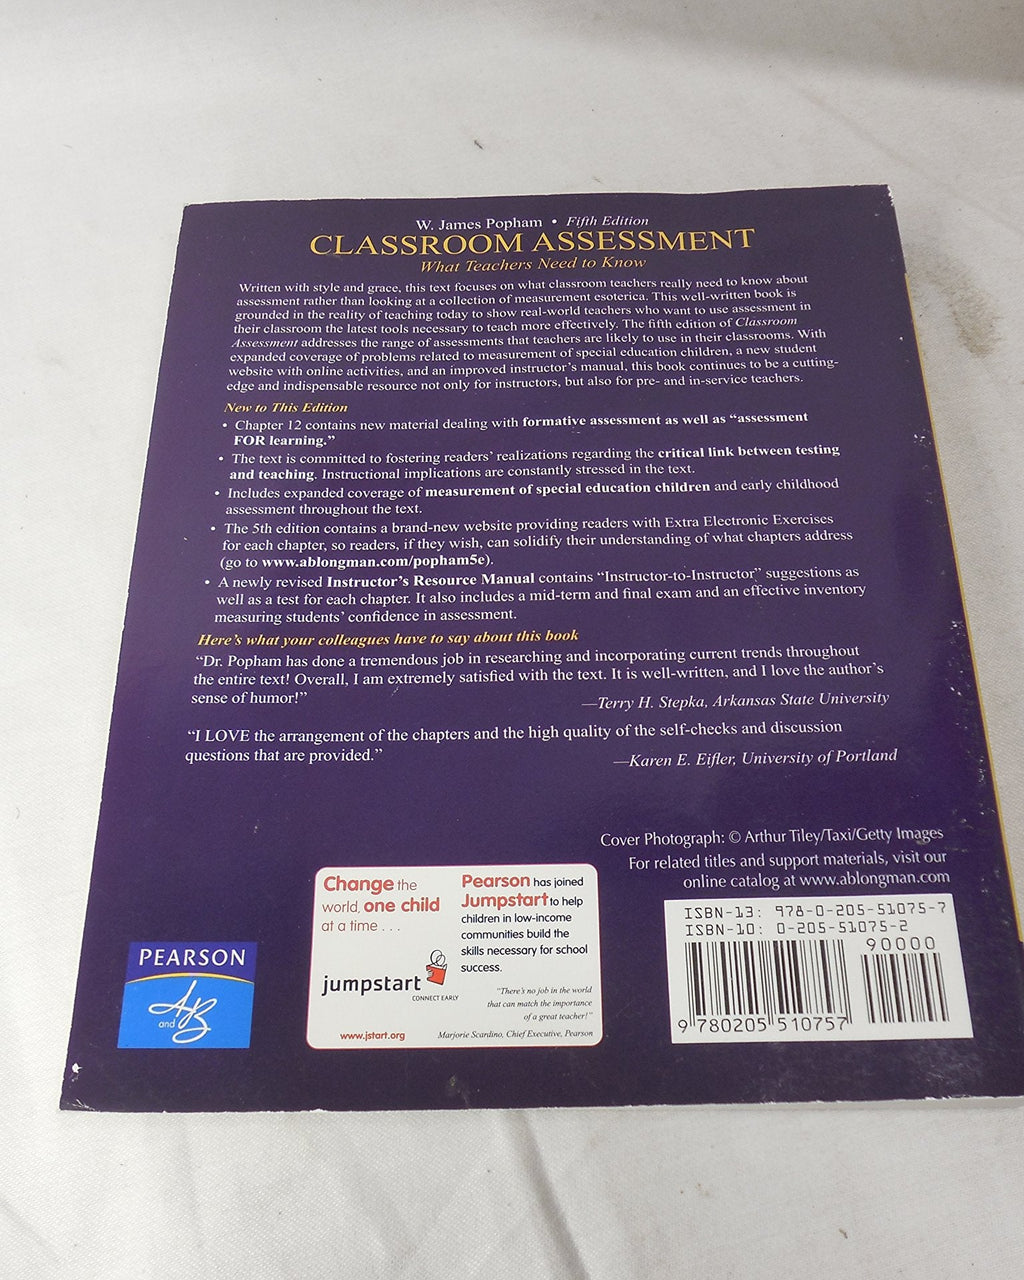 W. James Popham • Fifth Edition
CLASSROOM ASSESSMENT
What Teachers Need to Know
Written with style and grace, this text focuses on what classroom teachers really need to know about
assessment rather than looking at a collection of measurement esoterica. This well-written book is
grounded in the reality of teaching today to show real-world teachers who want to use assessment in
their classroom the latest tools necessary to teach more effectively. The fifth edition of Classroom
Assessment addresses the range of assessments that teachers are likely to use in their classrooms. With
expanded coverage of problems related to measurement of special education children, a new student
website with online activities, and an improved instructor's manual, this book continues to be a cutting-
edge and indispensable resource not only for instructors, but also for pre- and in-service teachers.
New to This Edition
• Chapter 12 contains new material dealing with formative assessment as well as “assessment
FOR learning.”
• The text is committed to fostering readers' realizations regarding the critical link between testing
and teaching. Instructional implications are constantly stressed in the text.
• Includes expanded coverage of measurement of special education children and early childhood
assessment throughout the text.
• The 5th edition contains a brand-new website providing readers with Extra Electronic Exercises
for each chapter, so readers, if they wish, can solidify their understanding of what chapters address
(go to www.ablongman.com/popham5e).
• A newly revised Instructor's Resource Manual contains “Instructor-to-Instructor” suggestions as
well as a test for each chapter. It also includes a mid-term and final exam and an effective inventory
measuring students' confidence in assessment.
Here's what your colleagues have to say about this book
“Dr. Popham has done a tremendous job in researching and incorporating current trends throughout
the entire text! Overall, I am extremely satisfied with the text. It is well-written, and I love the author's
sense of humor!”
—Terry H. Stepka, Arkansas State University
“I LOVE the arrangement of the chapters and the high quality of the self-checks and discussion
questions that are provided.”
—Karen E. Eifler, University of Portland
Cover Photograph: © Arthur Tiley/Taxi/Getty Images
For related titles and support materials, visit our
online catalog at www.ablongman.com
PEARSON
A and B
Change the
world, one child
at a time . . .
jumpstart
CONNECT EARLY
www.jstart.org
Pearson has joined
Jumpstart to help
children in low-income
communities build the
skills necessary for school
success.
“There's no job in the world
that can match the importance
of a great teacher!”
Marjorie Scardino, Chief Executive, Pearson
ISBN-13: 978-0-205-51075-7
ISBN-10: 0-205-51075-2
90000
9 780205 510757